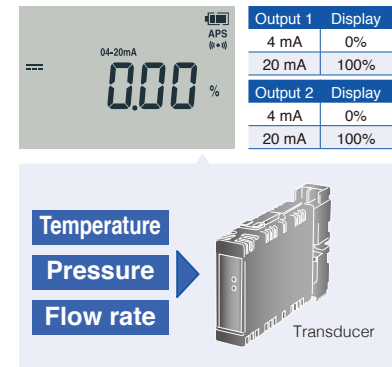 APS
04-20mA
0.00 %
Output 1 Display
4 mA 0%
20 mA 100%
Output 2 Display
4 mA 0%
20 mA 100%
Temperature
Pressure
Flow rate
Transducer